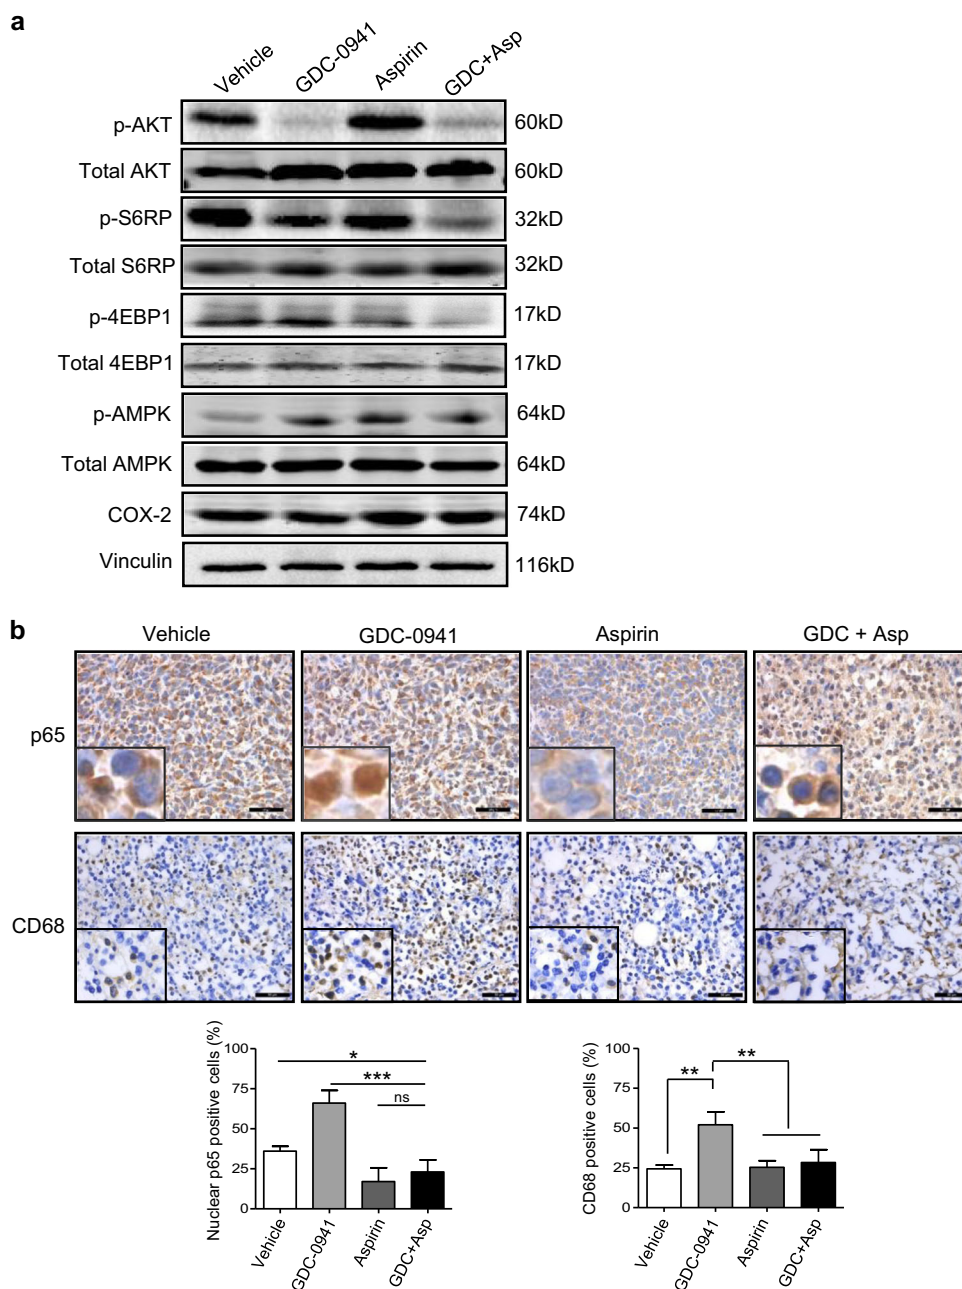 a
Vehicle GDC-0941 Aspirin GDC+Asp
p-AKT 60kD
Total AKT 60kD
p-S6RP 32kD
Total S6RP 32kD
p-4EBP1 17kD
Total 4EBP1 17kD
p-AMPK 64kD
Total AMPK 64kD
COX-2 74kD
Vinculin 116kD
b
Vehicle GDC-0941 Aspirin GDC + Asp
p65
CD68
Nuclear p65 positive cells (%)
100
75
50
25
0
*
***
ns
Vehicle GDC-0941 Aspirin GDC+Asp
CD68 positive cells (%)
100
75
50
25
0
**
**
Vehicle GDC-0941 Aspirin GDC+Asp